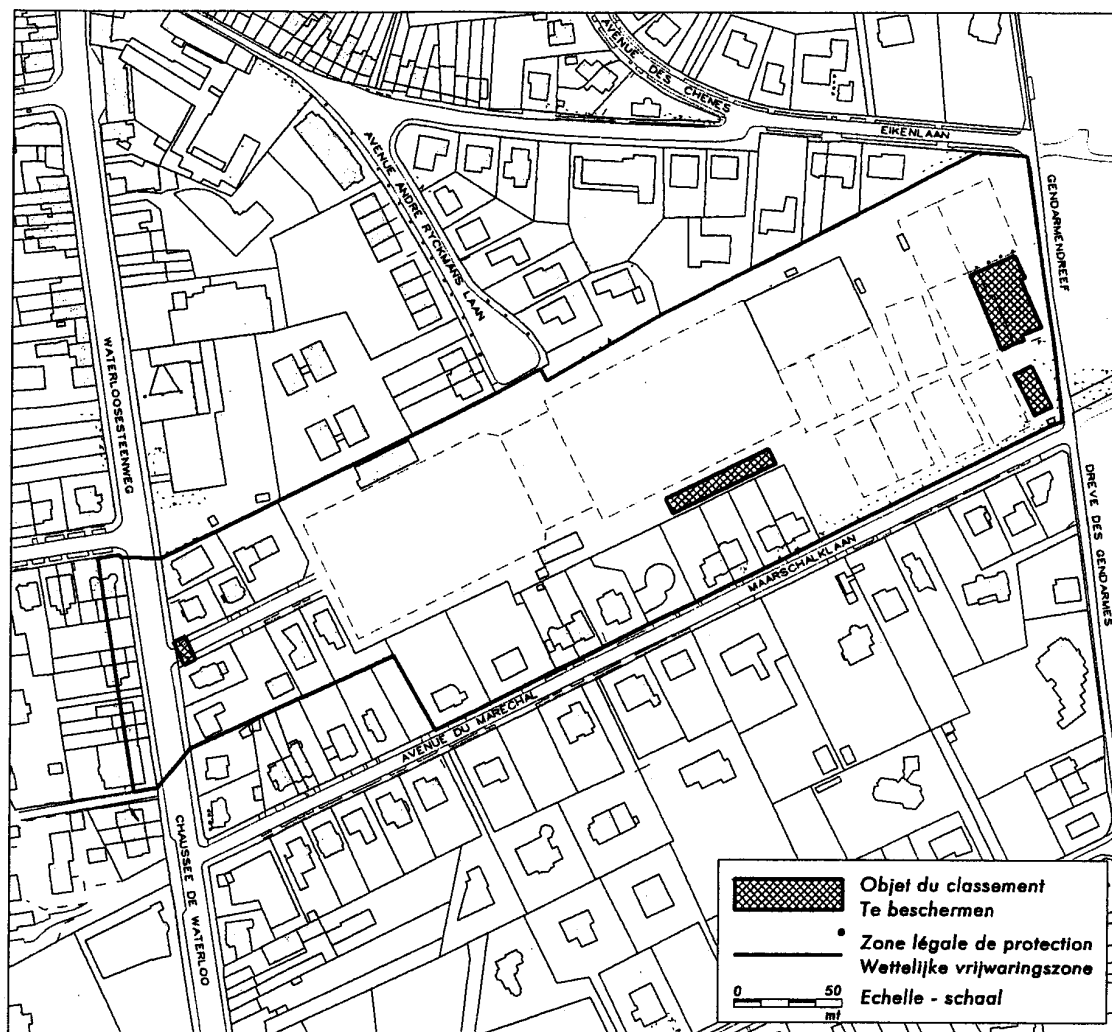 AVENUE DES CHENES
EIKENLAAN
AVENUE ANDRE RYCKMANS LAAN
GENDARMENDREEF
WATERLOOSESTEENWEG
DREVE DES GENDARMES
MAARSCHALKLAAN
AVENUE DU MARECHAL
CHAUSSEE DE WATERLOO
Objet du classement
Te beschermen
Zone légale de protection
Wettelijke vrijwaringszone
0 50
mt
Echelle - schaal